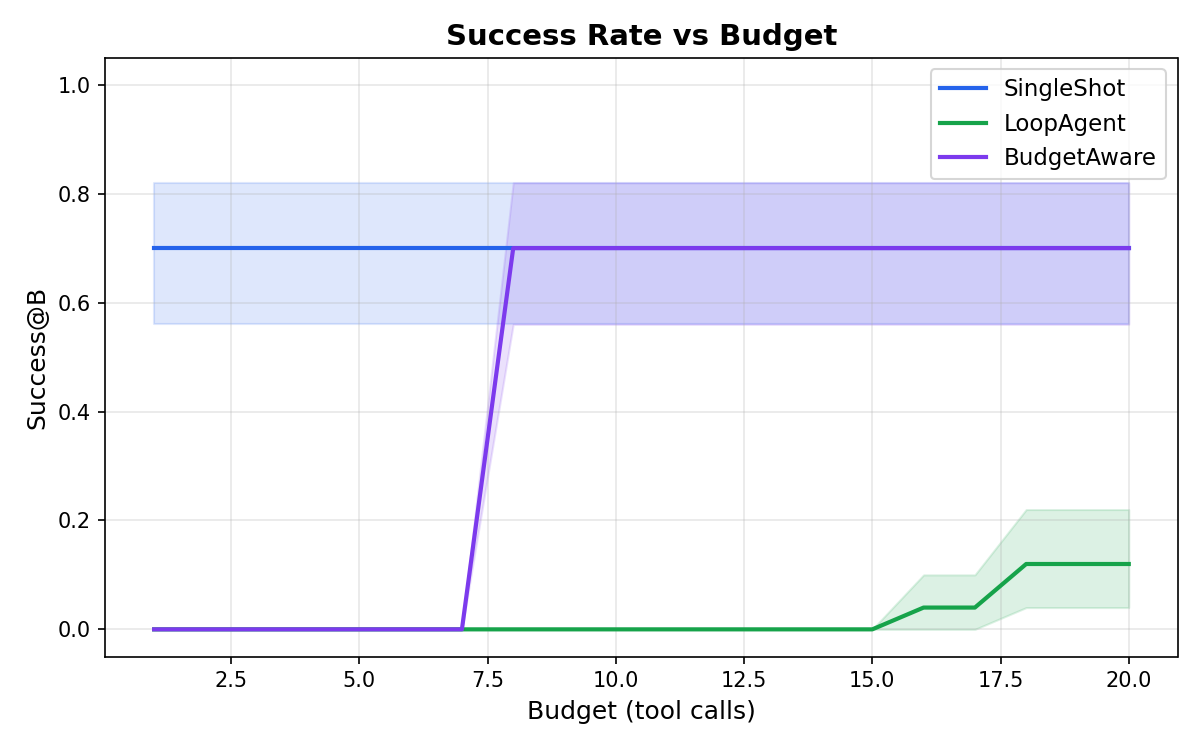 Success Rate vs Budget
SingleShot
LoopAgent
BudgetAware
Success@B
1.0
0.8
0.6
0.4
0.2
0.0
2.5 5.0 7.5 10.0 12.5 15.0 17.5 20.0
Budget (tool calls)